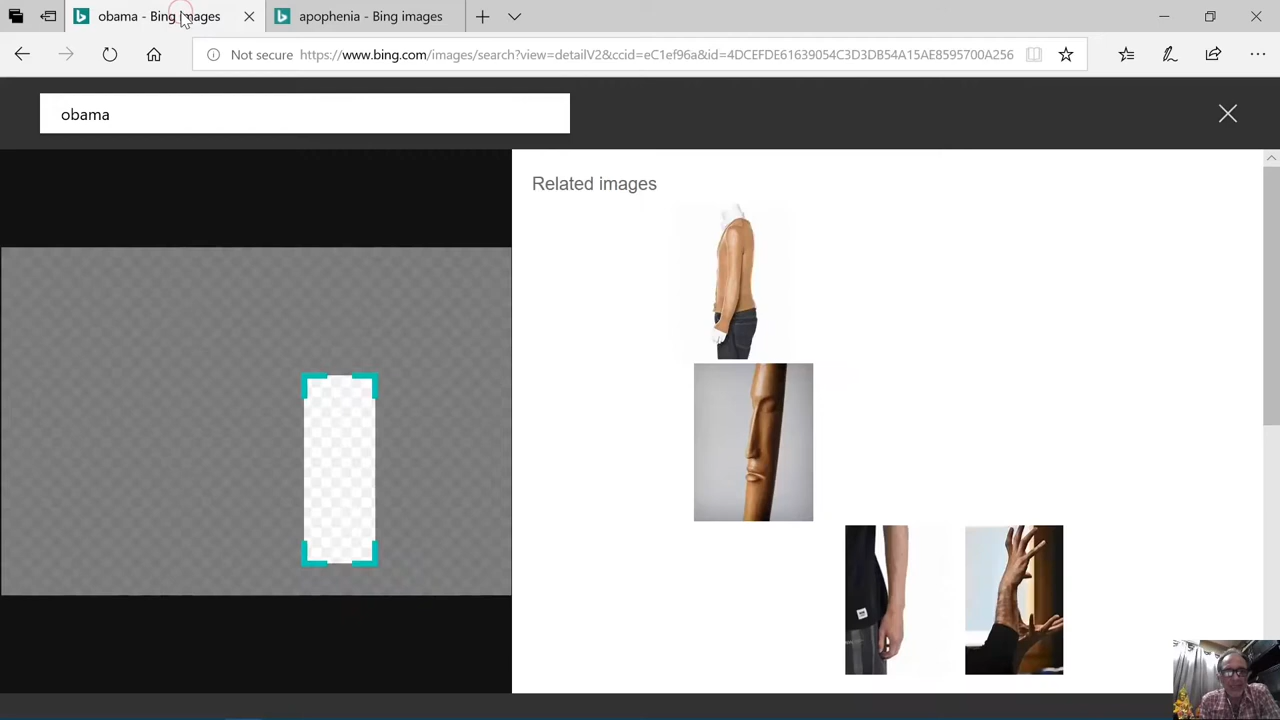 obama - Bing images
apophenia - Bing images
Not secure
https://www.bing.com/images/search?view=detailV2&ccid=eC1ef96a&id=4DCEFDE61639054C3D3DB54A15AE8595700A256
obama
Related images